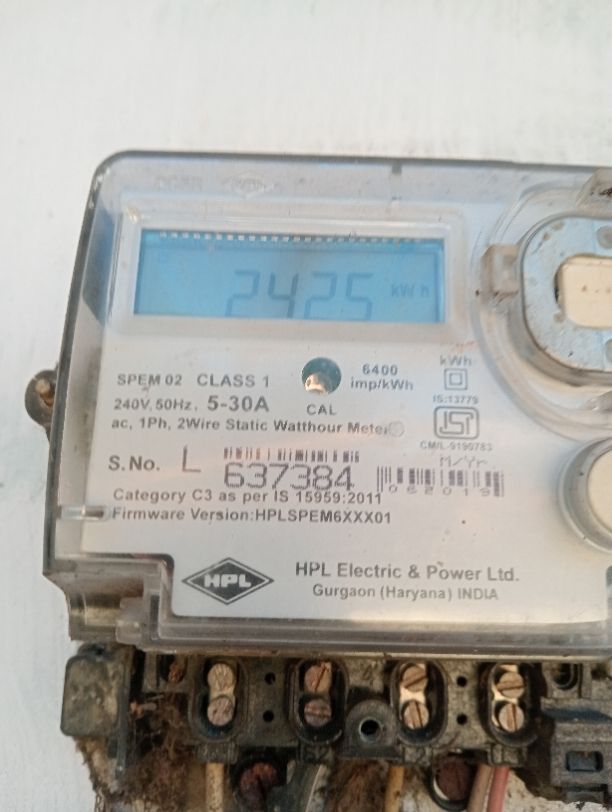 2425 kWh
SPEM 02 CLASS 1
6400
imp/kWh
kWh
240V, 50Hz, 5-30A
CAL
IS:13779
ac, 1Ph, 2Wire Static Watthour Meter
ISI
CM/L-9190783
M/Yr
S.No. L 637384
062019
Category C3 as per IS 15959:2011
Firmware Version:HPLSPEM6XXX01
HPL
HPL Electric & Power Ltd.
Gurgaon (Haryana) INDIA